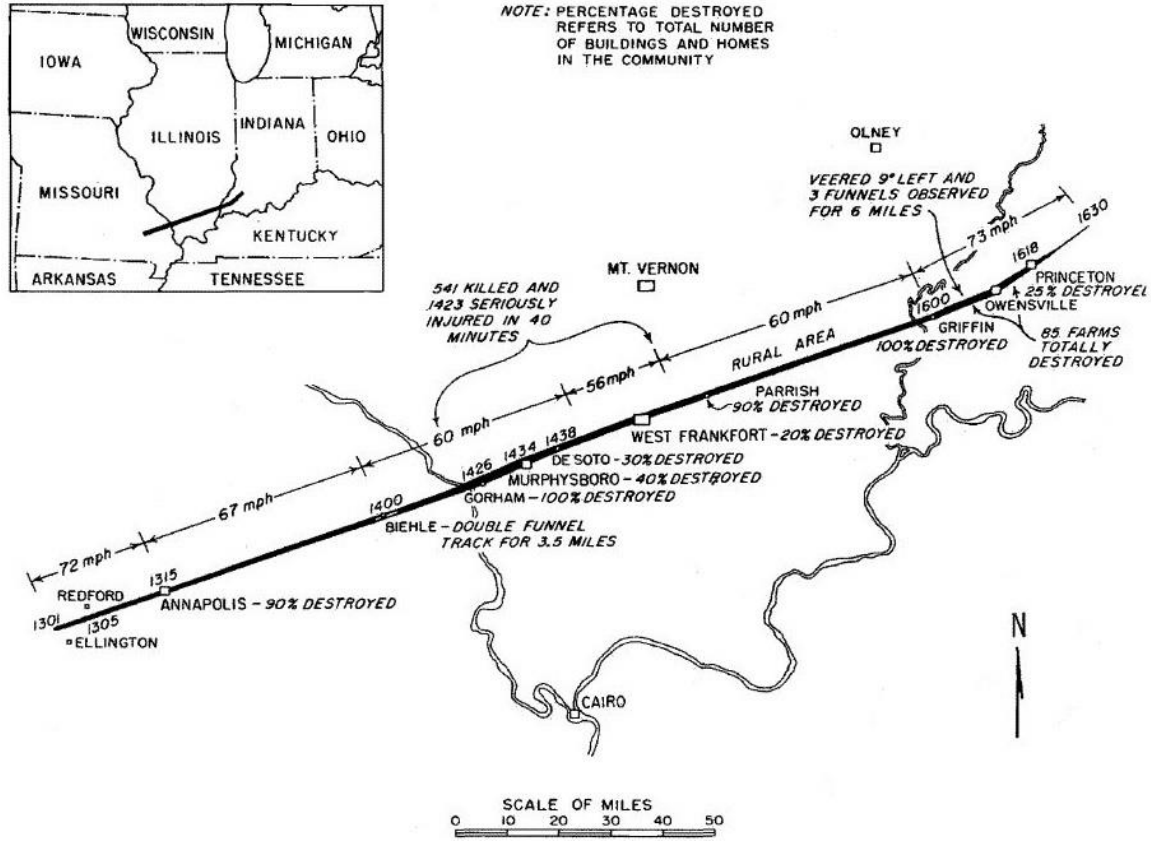 NOTE: PERCENTAGE DESTROYED
REFERS TO TOTAL NUMBER
OF BUILDINGS AND HOMES
IN THE COMMUNITY
WISCONSIN
MICHIGAN
IOWA
ILLINOIS
INDIANA
OHIO
MISSOURI
KENTUCKY
ARKANSAS
TENNESSEE
OLNEY
VEERED 9° LEFT AND
3 FUNNELS OBSERVED
FOR 6 MILES
MT. VERNON
541 KILLED AND
1423 SERIOUSLY
INJURED IN 40
MINUTES
72 mph
67 mph
60 mph
56 mph
60 mph
73 mph
1630
1618
PRINCETON
25% DESTROYE
OWENSVILLE
1600
GRIFFIN
100% DESTROYED
85 FARMS
TOTALLY
DESTROYED
RURAL AREA
PARRISH
90% DESTROYED
WEST FRANKFORT - 20% DESTROYED
1438
DE SOTO - 30% DESTROYED
1434
MURPHYSBORO - 40% DESTROYED
1426
GORHAM - 100% DESTROYED
1400
BIEHLE - DOUBLE FUNNEL
TRACK FOR 3.5 MILES
1315
ANNAPOLIS - 90% DESTROYED
REDFORD
1301
1305
ELLINGTON
CAIRO
N
SCALE OF MILES
0 10 20 30 40 50